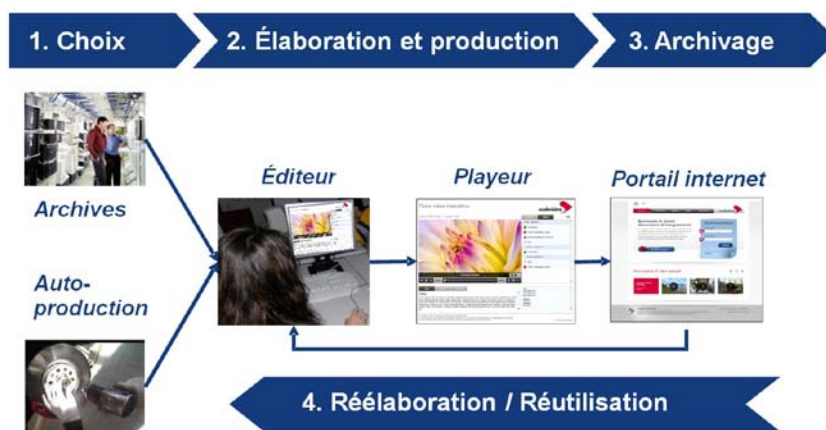 1. Choix
2. Élaboration et production
3. Archivage
Archives
Auto-
production
Éditeur
Playeur
Portail internet
4. Réélaboration / Réutilisation